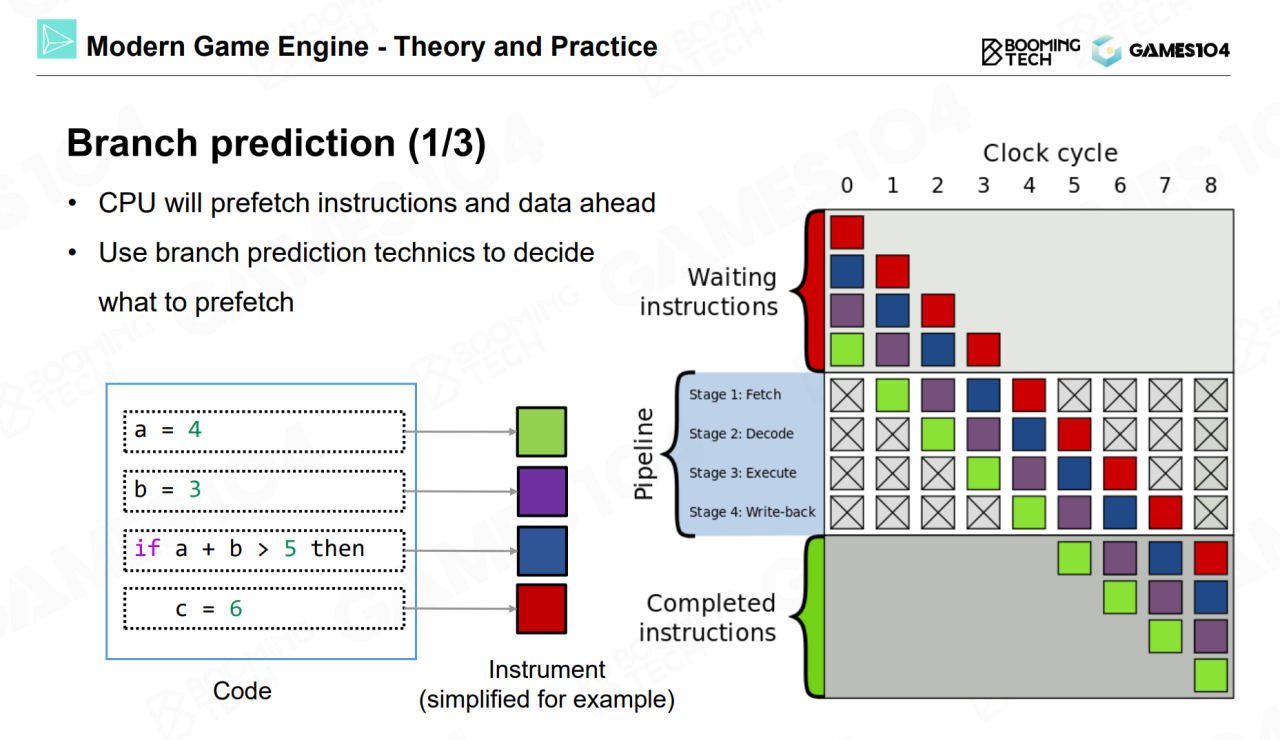 Modern Game Engine - Theory and Practice
BOOMING
TECH
GAMES104
Branch prediction (1/3)
• CPU will prefetch instructions and data ahead
• Use branch prediction technics to decide
what to prefetch
a = 4
b = 3
if a + b > 5 then
c = 6
Code
Instrument
(simplified for example)
Clock cycle
0 1 2 3 4 5 6 7 8
Waiting
instructions
Pipeline
Stage 1: Fetch
Stage 2: Decode
Stage 3: Execute
Stage 4: Write-back
Completed
instructions